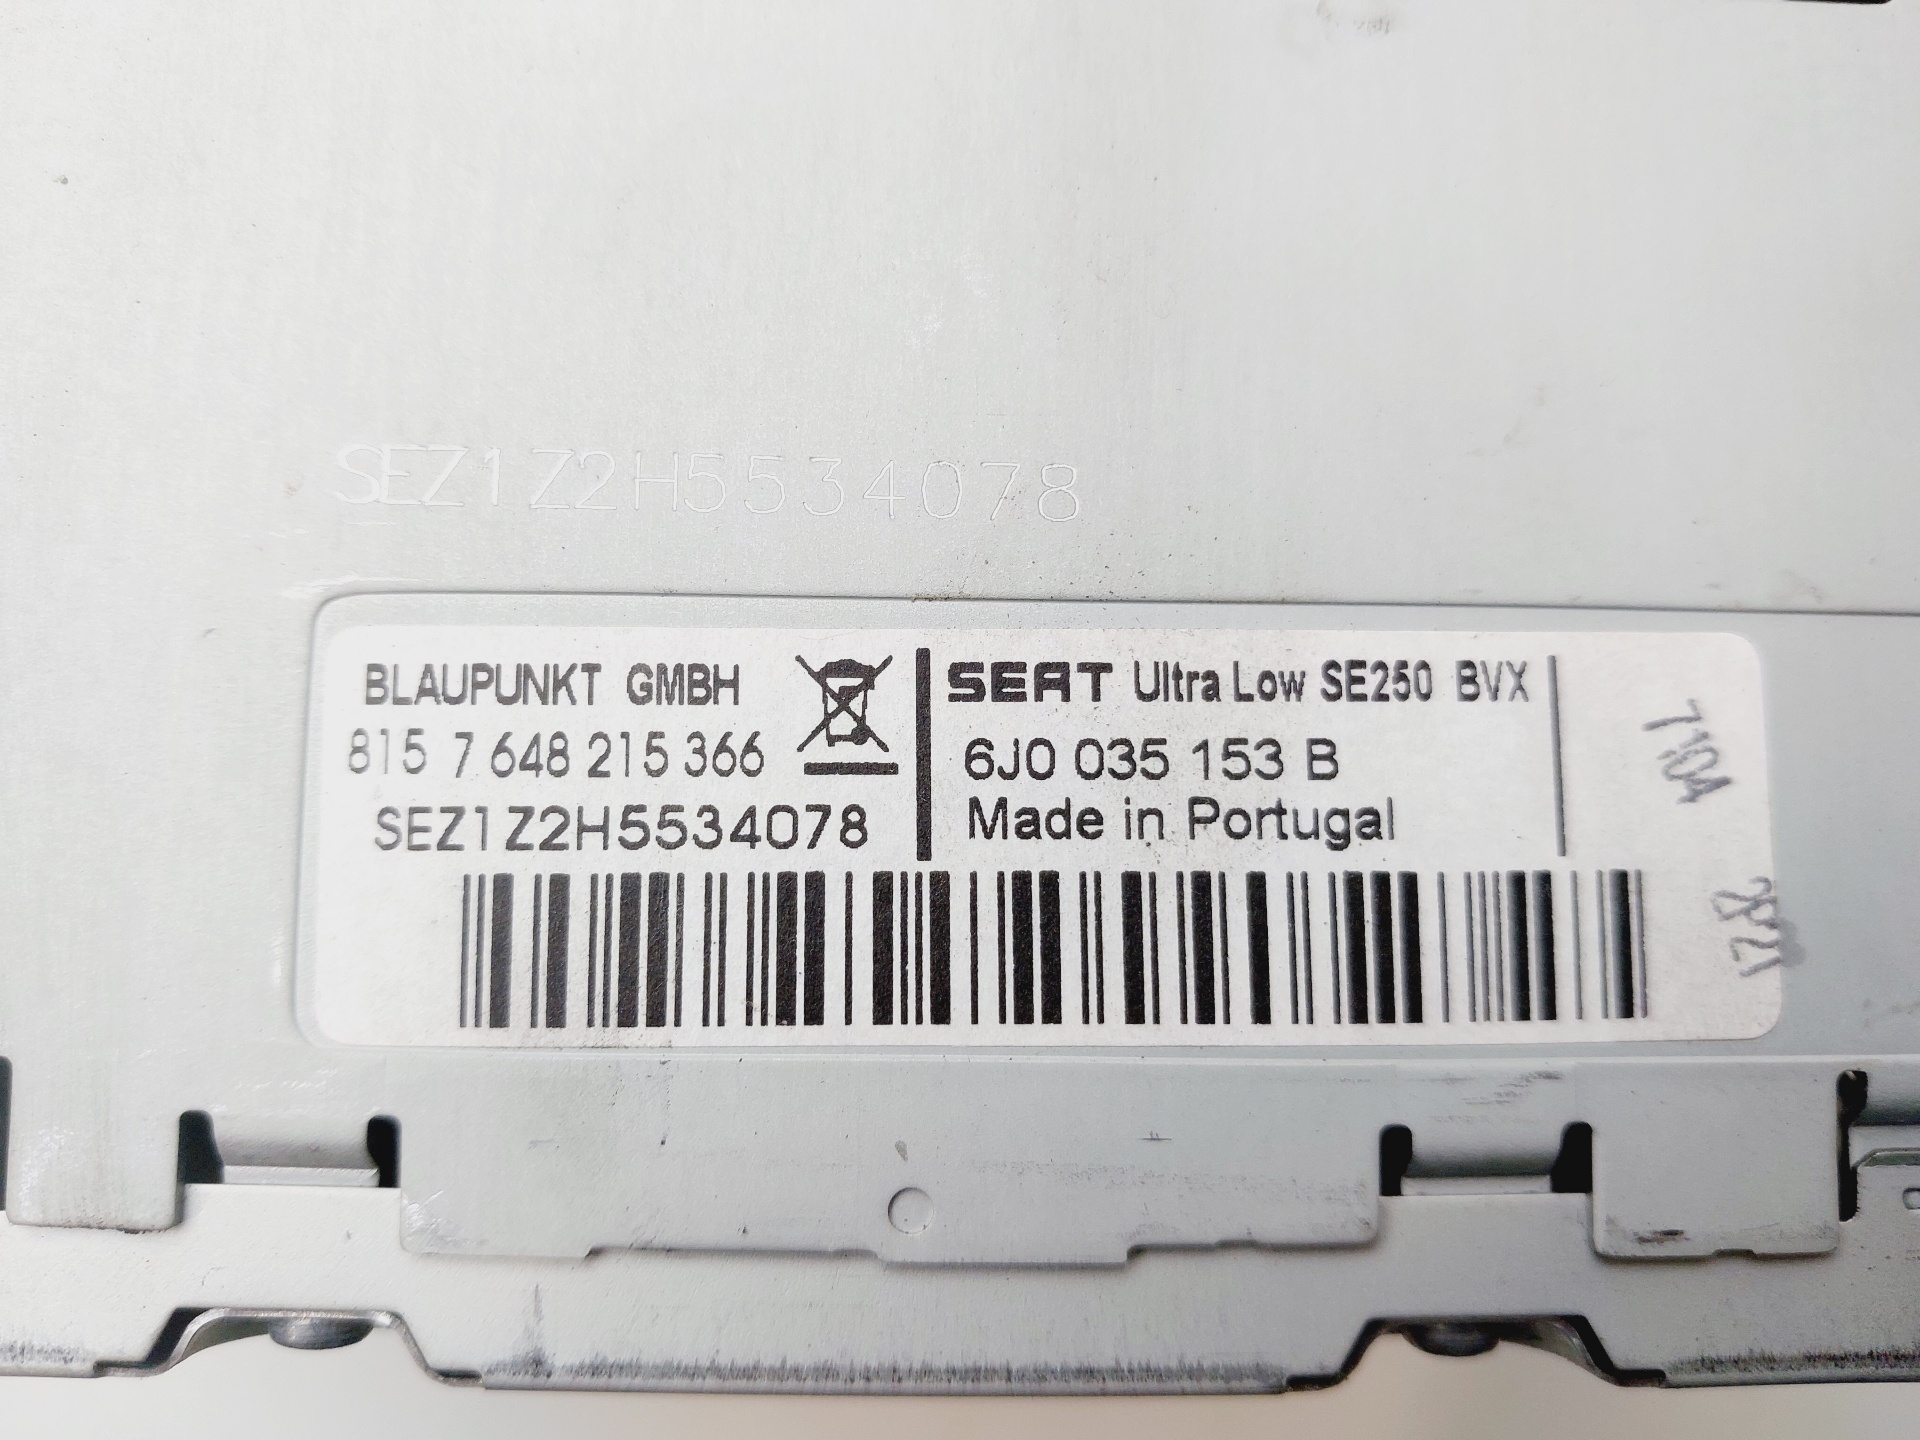 SEZ1Z2H5534078
BLAUPUNKT GMBH
815 7 648 215 366
SEZ1Z2H5534078
SEAT Ultra Low SE250 BVX
6J0 035 153 B
Made in Portugal